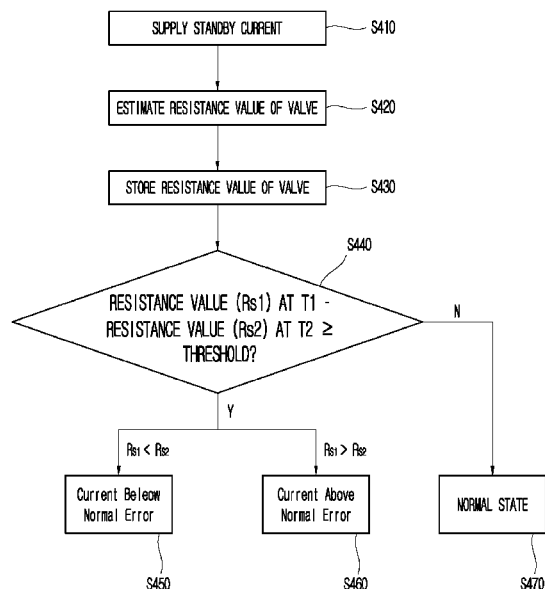 SUPPLY STANDBY CURRENT
S410
ESTIMATE RESISTANCE VALUE OF VALVE
S420
STORE RESISTANCE VALUE OF VALVE
S430
S440
RESISTANCE VALUE (Rs1) AT T1 -
RESISTANCE VALUE (Rs2) AT T2 ≥
THRESHOLD?
N
Y
Rs1 < Rs2
Rs1 > Rs2
Current Beleow
Normal Error
Current Above
Normal Error
NORMAL STATE
S450
S460
S470